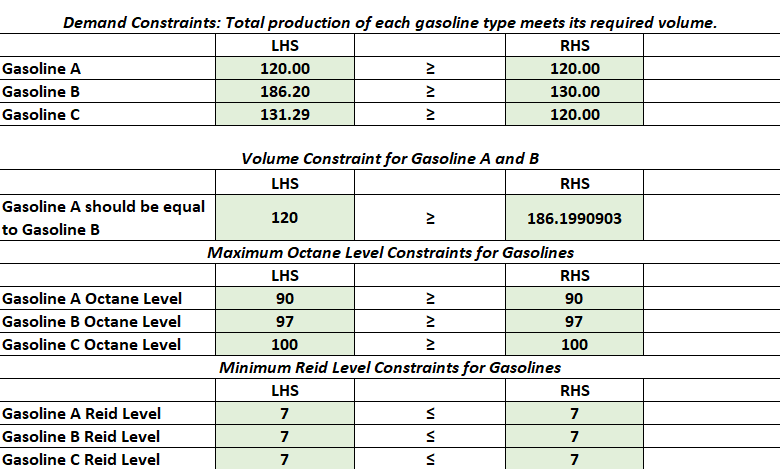 Demand Constraints: Total production of each gasoline type meets its required volume.
LHS RHS
Gasoline A 120.00 ≥ 120.00
Gasoline B 186.20 ≥ 130.00
Gasoline C 131.29 ≥ 120.00
Volume Constraint for Gasoline A and B
LHS RHS
Gasoline A should be equal
to Gasoline B 120 ≥ 186.1990903
Maximum Octane Level Constraints for Gasolines
LHS RHS
Gasoline A Octane Level 90 ≥ 90
Gasoline B Octane Level 97 ≥ 97
Gasoline C Octane Level 100 ≥ 100
Minimum Reid Level Constraints for Gasolines
LHS RHS
Gasoline A Reid Level 7 ≤ 7
Gasoline B Reid Level 7 ≤ 7
Gasoline C Reid Level 7 ≤ 7